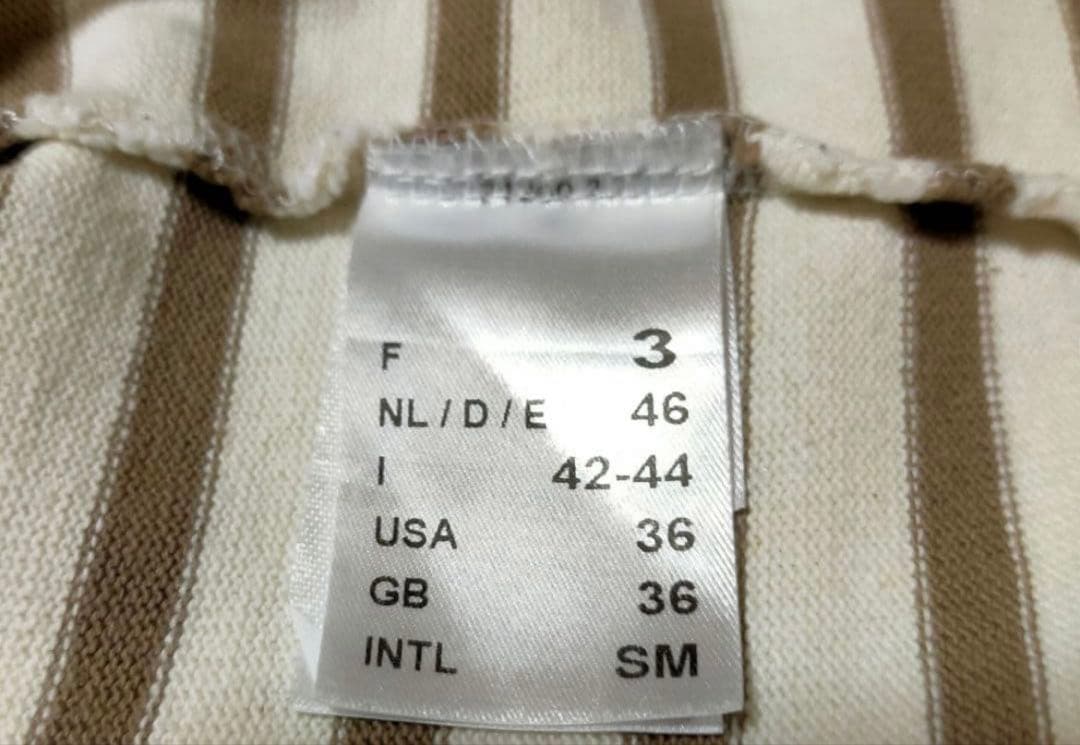 F 3
NL / D / E 46
I 42-44
USA 36
GB 36
INTL SM